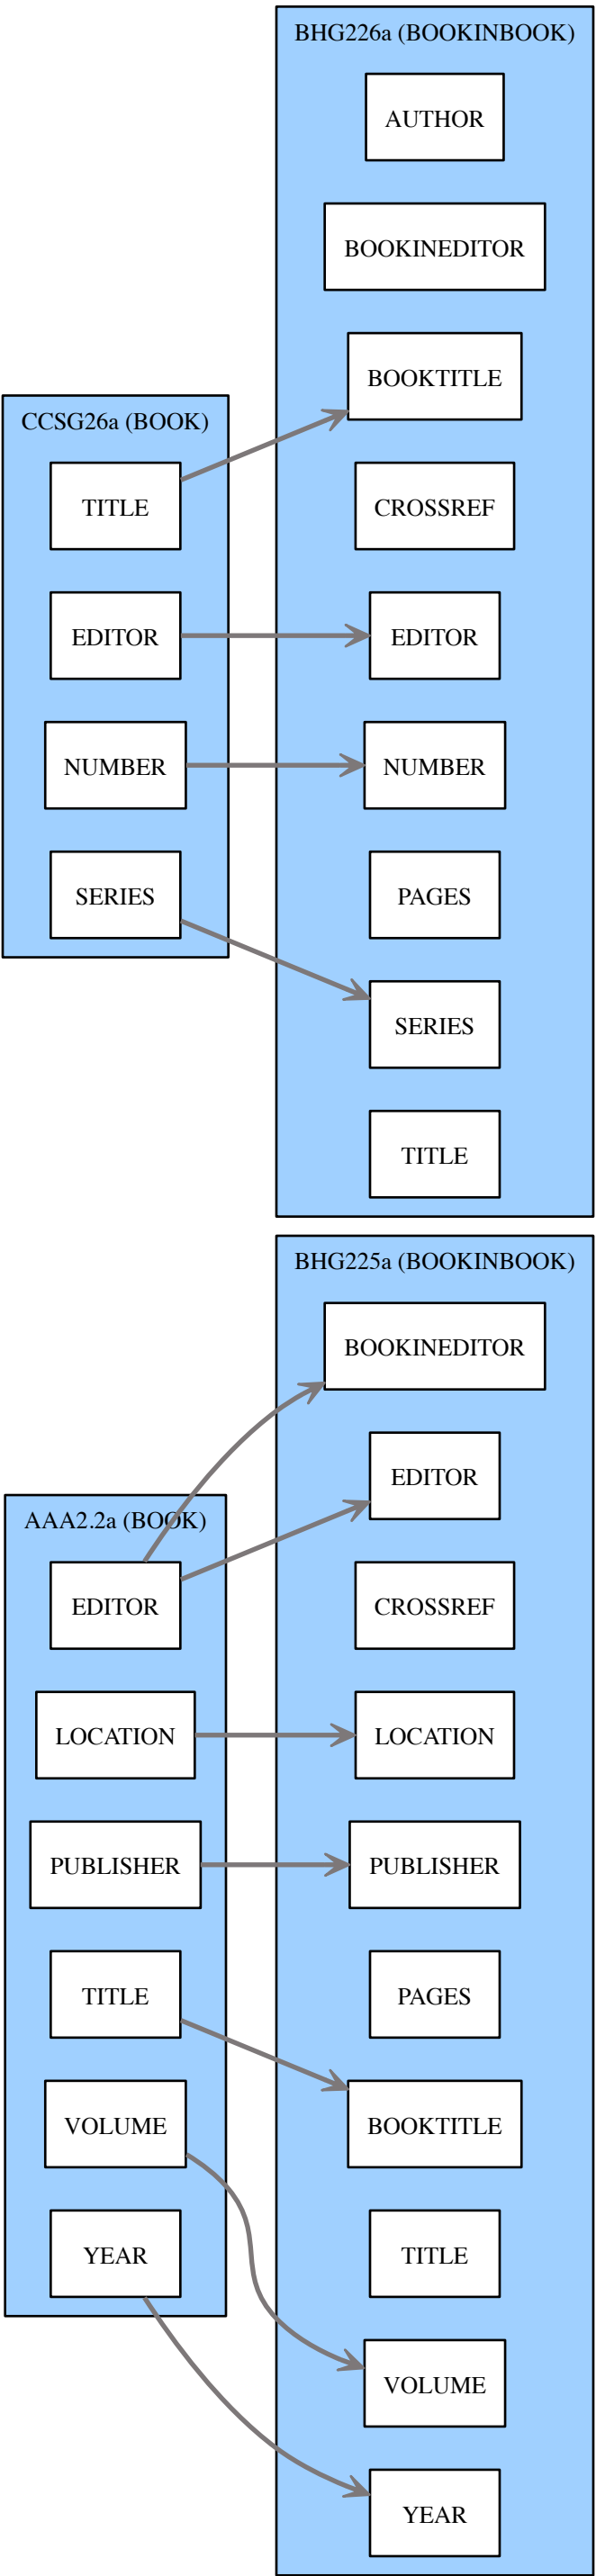 BHG226a (BOOKINBOOK)
AUTHOR
BOOKINEDITOR
BOOKTITLE
CROSSREF
EDITOR
NUMBER
PAGES
SERIES
TITLE
CCSG26a (BOOK)
TITLE
EDITOR
NUMBER
SERIES
BHG225a (BOOKINBOOK)
BOOKINEDITOR
EDITOR
CROSSREF
LOCATION
PUBLISHER
PAGES
BOOKTITLE
TITLE
VOLUME
YEAR
AAA2.2a (BOOK)
EDITOR
LOCATION
PUBLISHER
TITLE
VOLUME
YEAR